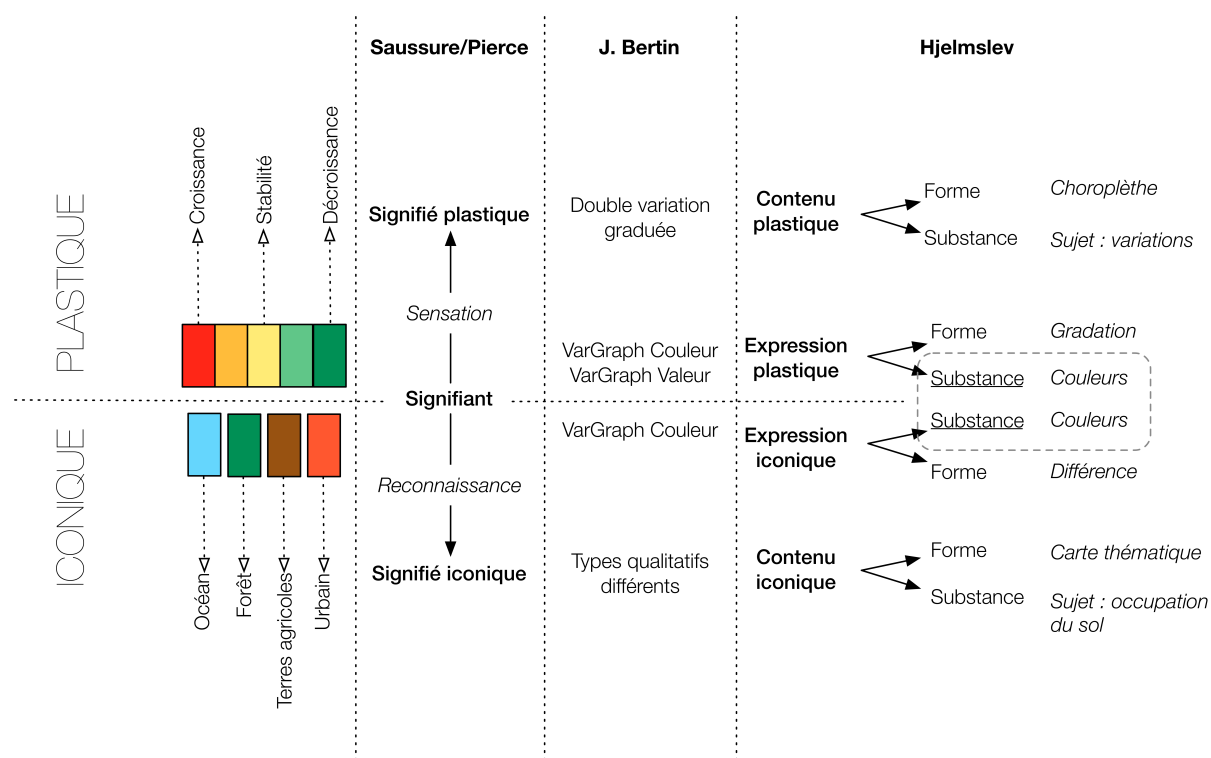 Saussure/Pierce
J. Bertin
Hjelmslev
PLASTIQUE
Croissance
Stabilité
Décroissance
Signifié plastique
Sensation
Double variation
graduée
Contenu
plastique
Forme
Choroplèthe
Substance
Sujet : variations
VarGraph Couleur
VarGraph Valeur
Expression
plastique
Forme
Gradation
Substance
Couleurs
Signifiant
ICONIQUE
Océan
Forêt
Terres agricoles
Urbain
Reconnaissance
Signifié iconique
VarGraph Couleur
Types qualitatifs
différents
Expression
iconique
Substance
Couleurs
Forme
Différence
Contenu
iconique
Forme
Carte thématique
Substance
Sujet : occupation
du sol